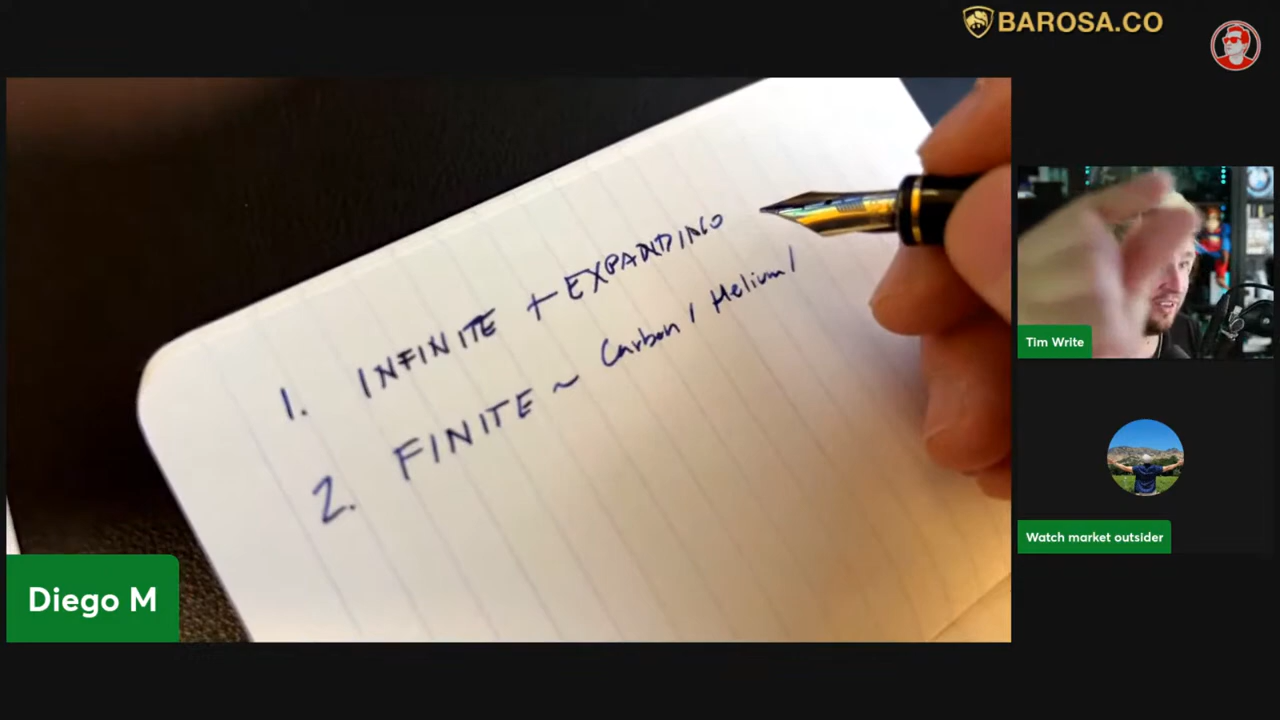 BAROSA.CO
1. INFINITE + EXPANDING
2. FINITE ~ Carbon / Helium /
Tim Write
Watch market outsider
Diego M